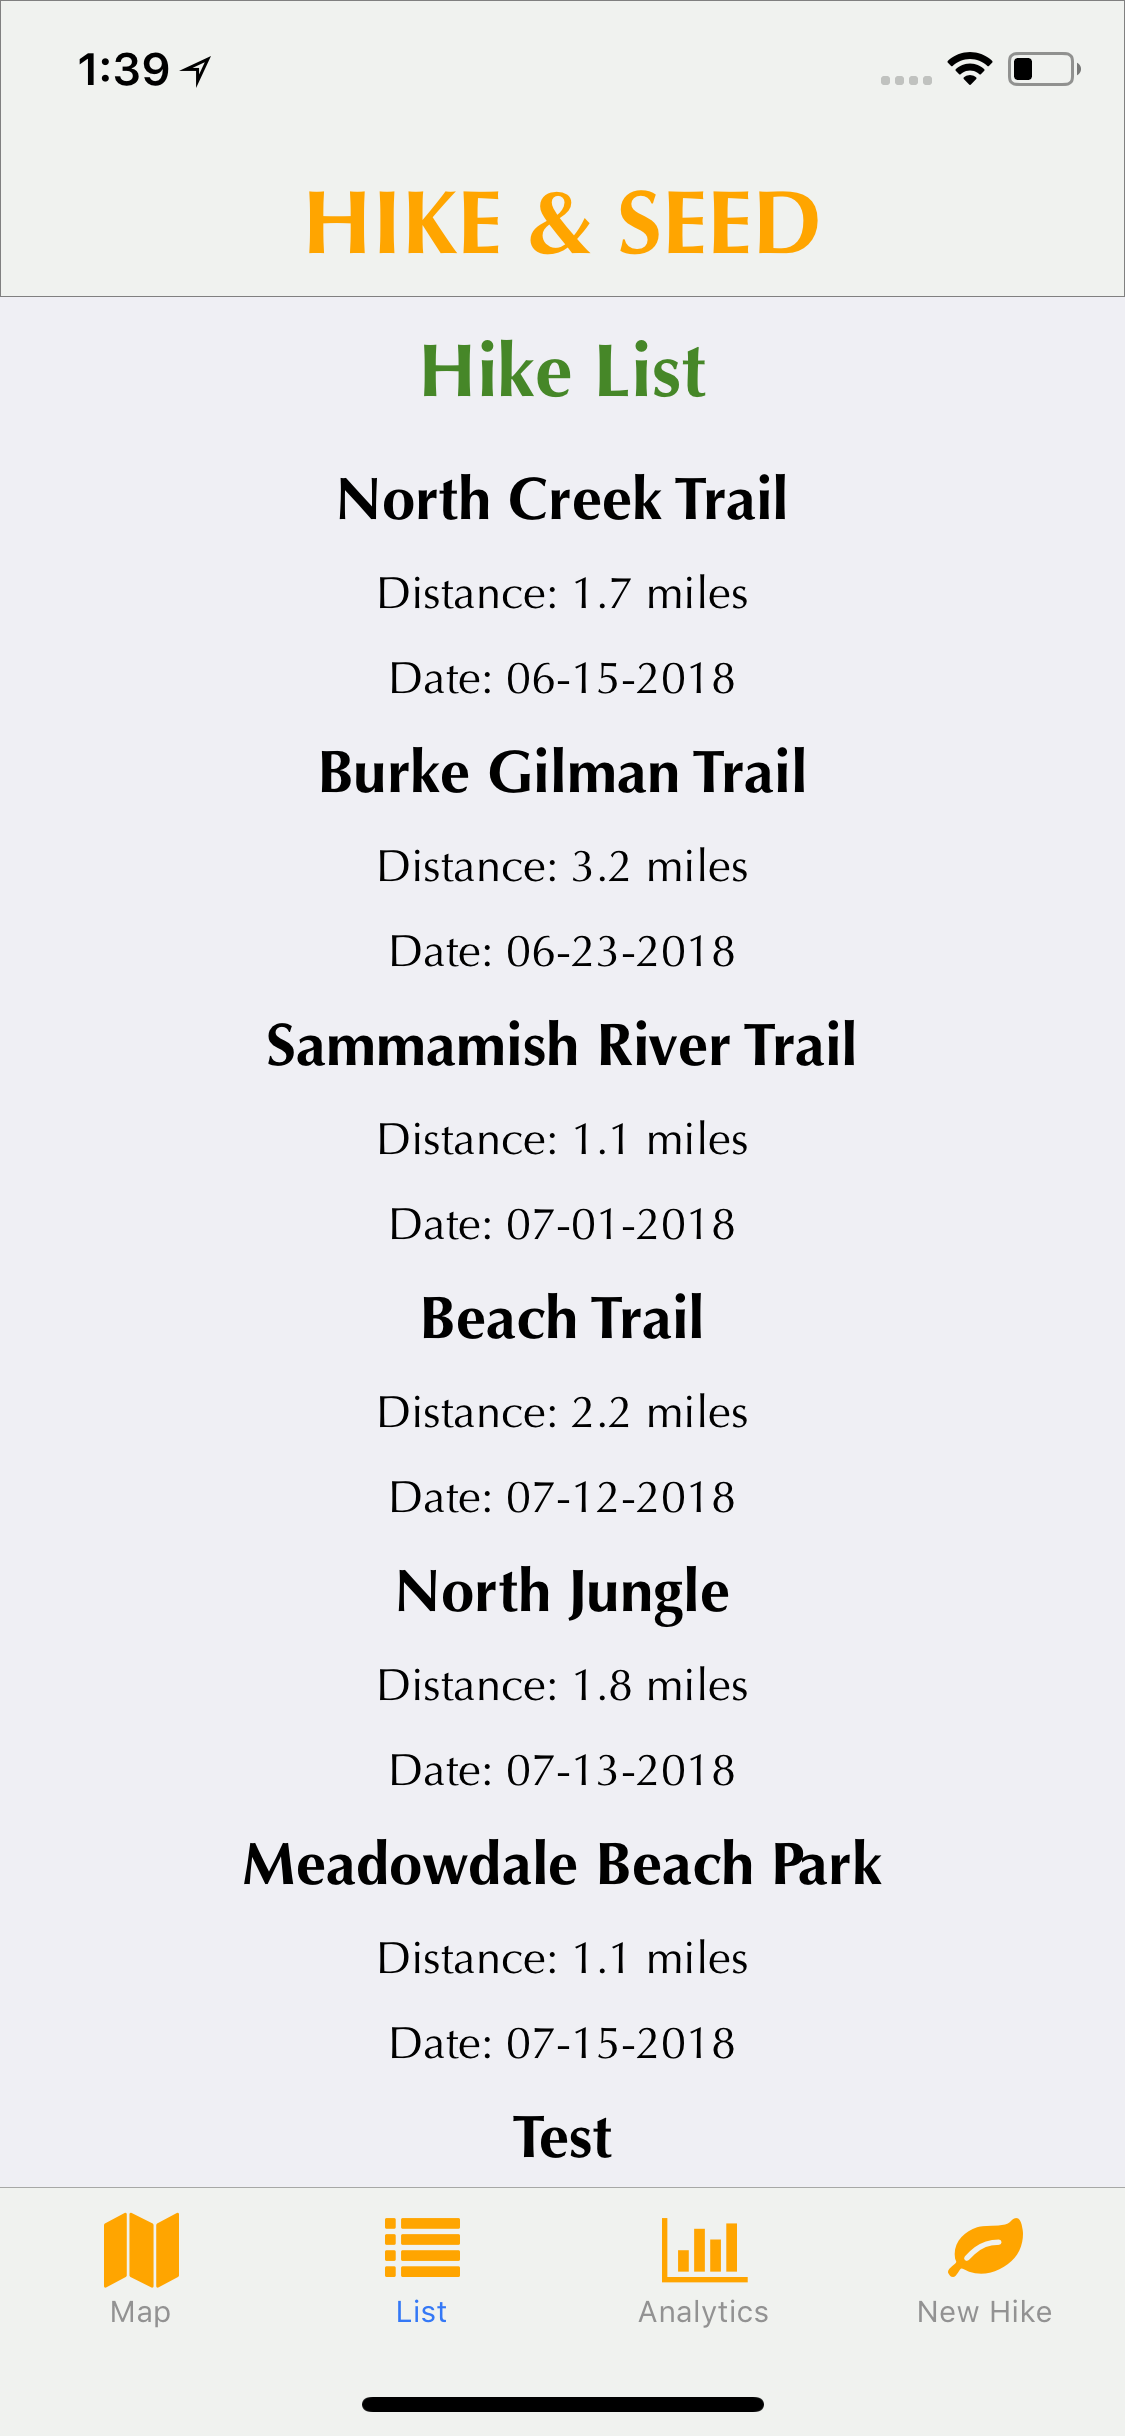 1:39
HIKE & SEED
Hike List
North Creek Trail
Distance: 1.7 miles
Date: 06-15-2018
Burke Gilman Trail
Distance: 3.2 miles
Date: 06-23-2018
Sammamish River Trail
Distance: 1.1 miles
Date: 07-01-2018
Beach Trail
Distance: 2.2 miles
Date: 07-12-2018
North Jungle
Distance: 1.8 miles
Date: 07-13-2018
Meadowdale Beach Park
Distance: 1.1 miles
Date: 07-15-2018
Test
Map List Analytics New Hike